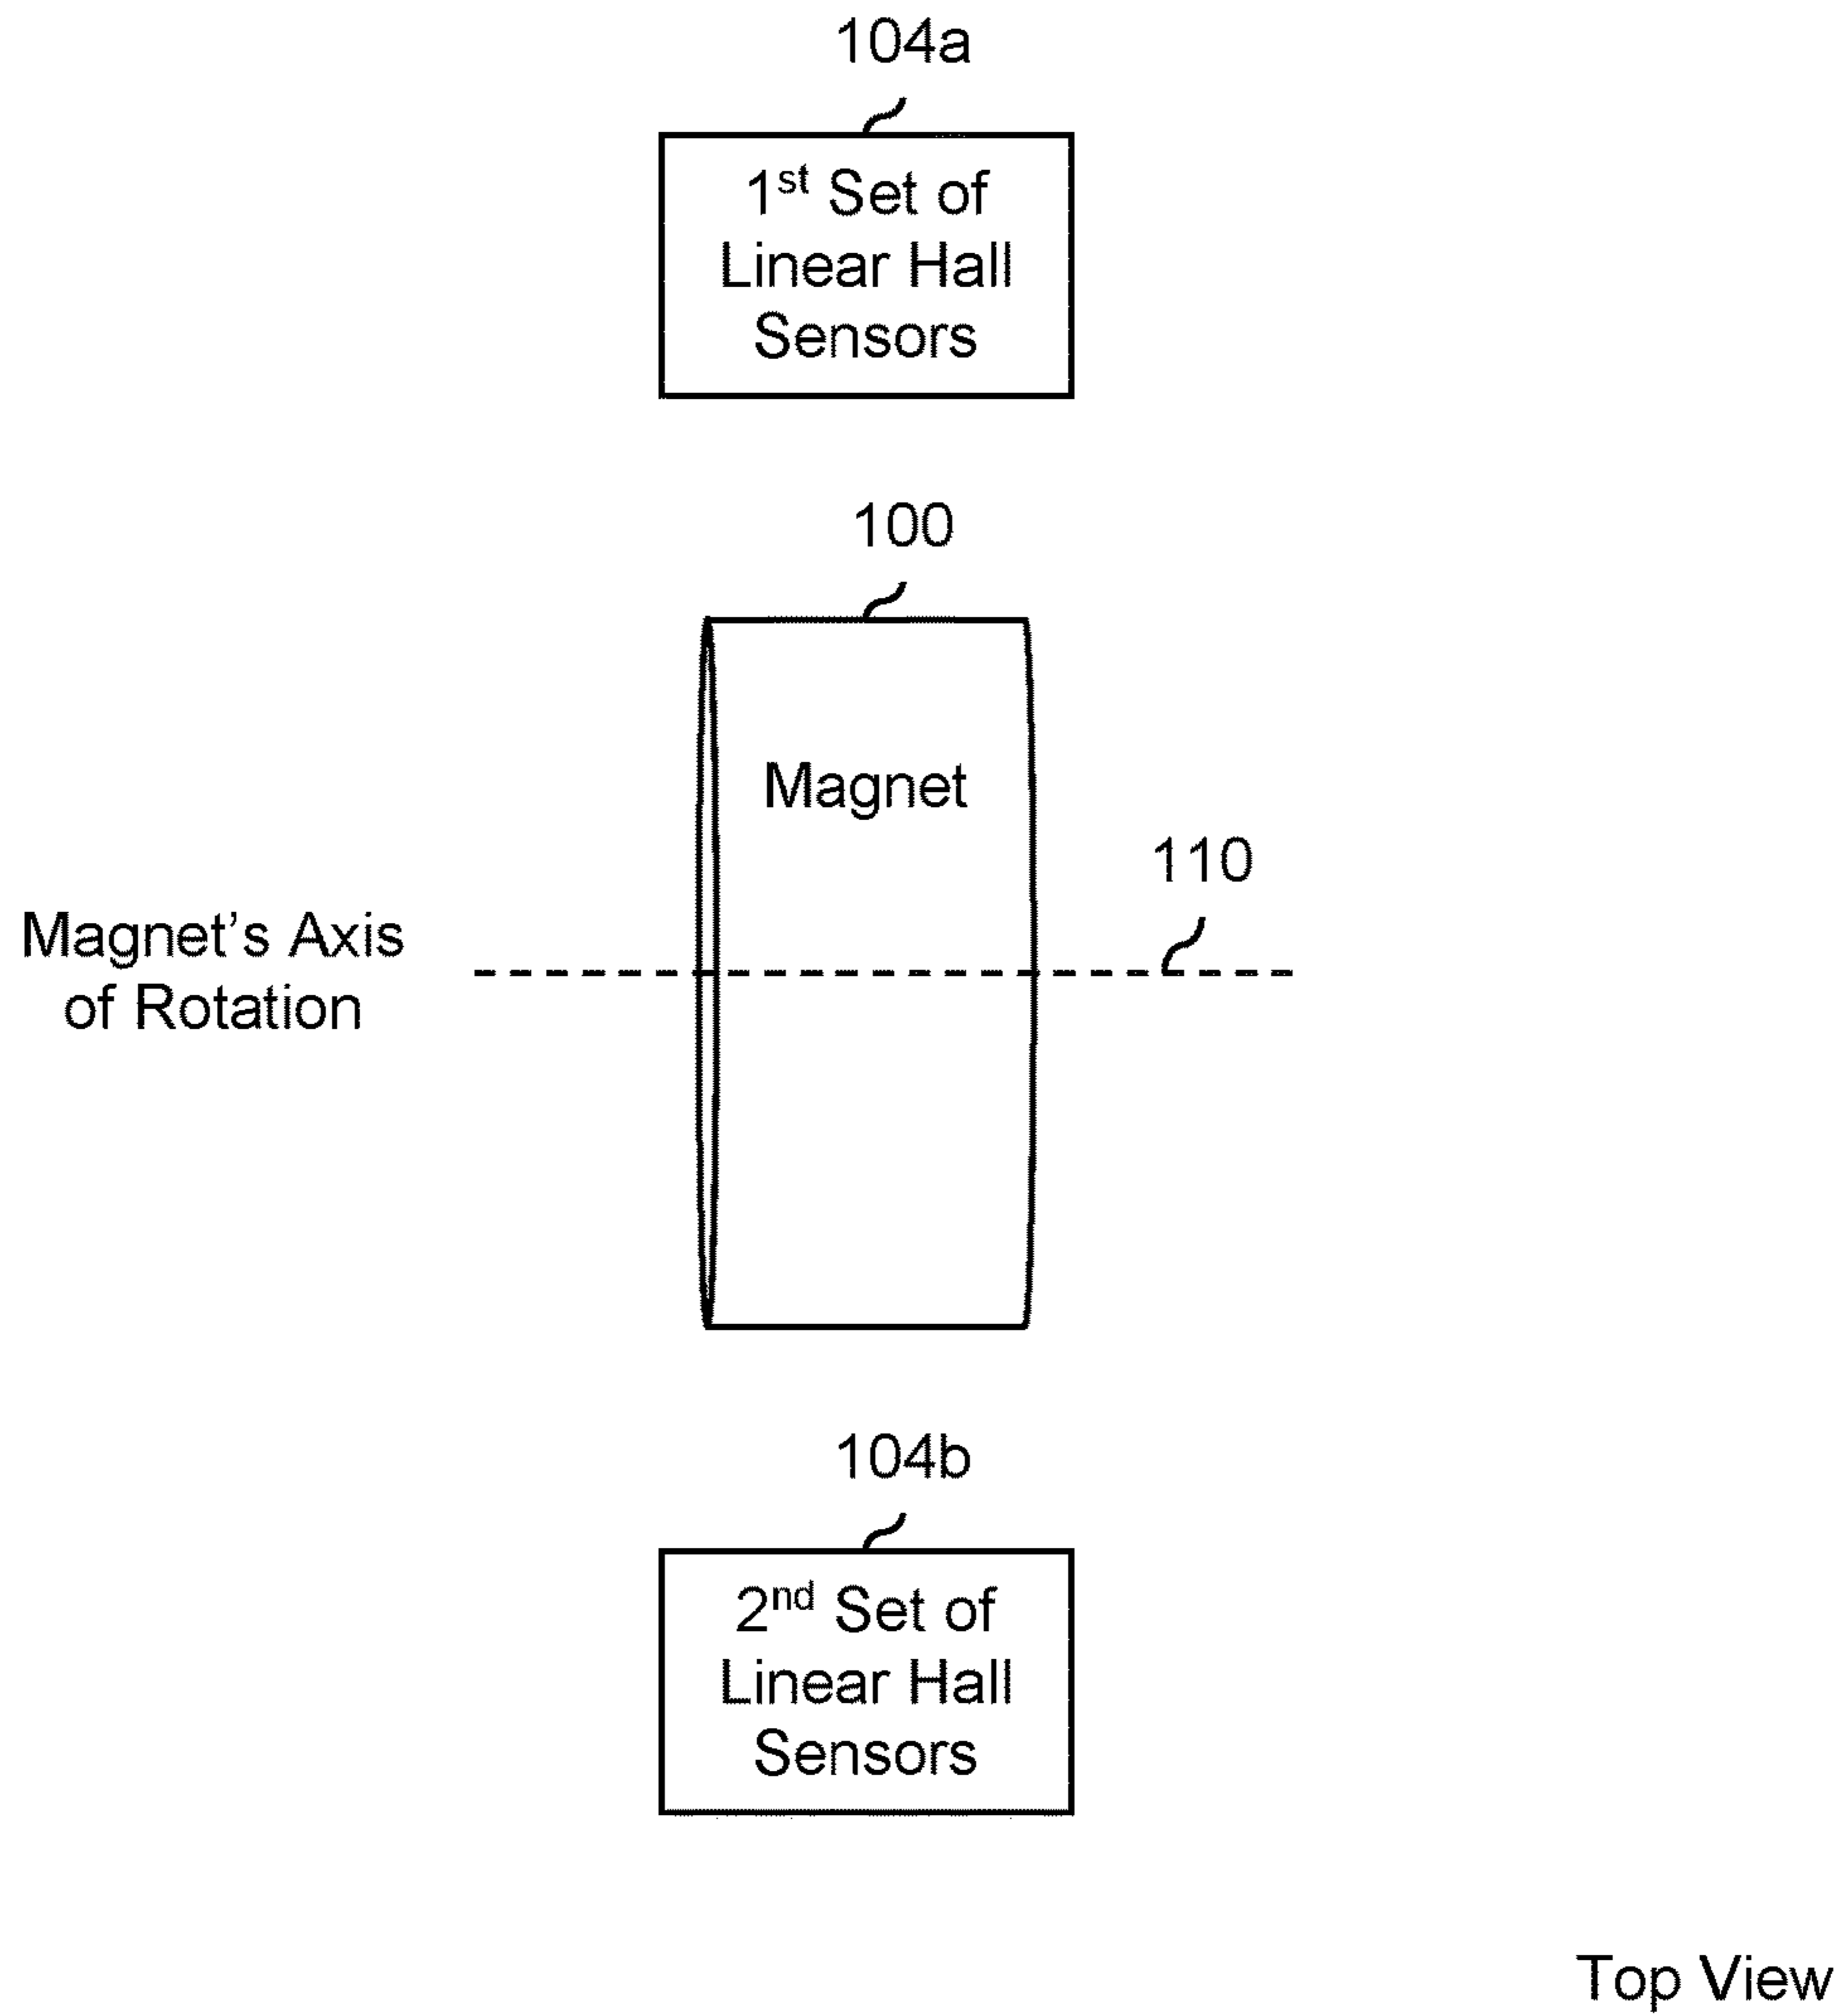 104a
1st Set of
Linear Hall
Sensors
100
Magnet
110
Magnet's Axis
of Rotation
104b
2nd Set of
Linear Hall
Sensors
Top View